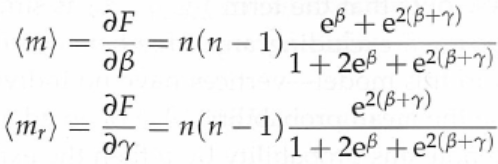 ⟨m⟩ = ∂F/∂β = n(n − 1) (e^β + e^{2(β+γ)})/(1 + 2e^β + e^{2(β+γ)})
⟨m_r⟩ = ∂F/∂γ = n(n − 1) e^{2(β+γ)}/(1 + 2e^β + e^{2(β+γ)})